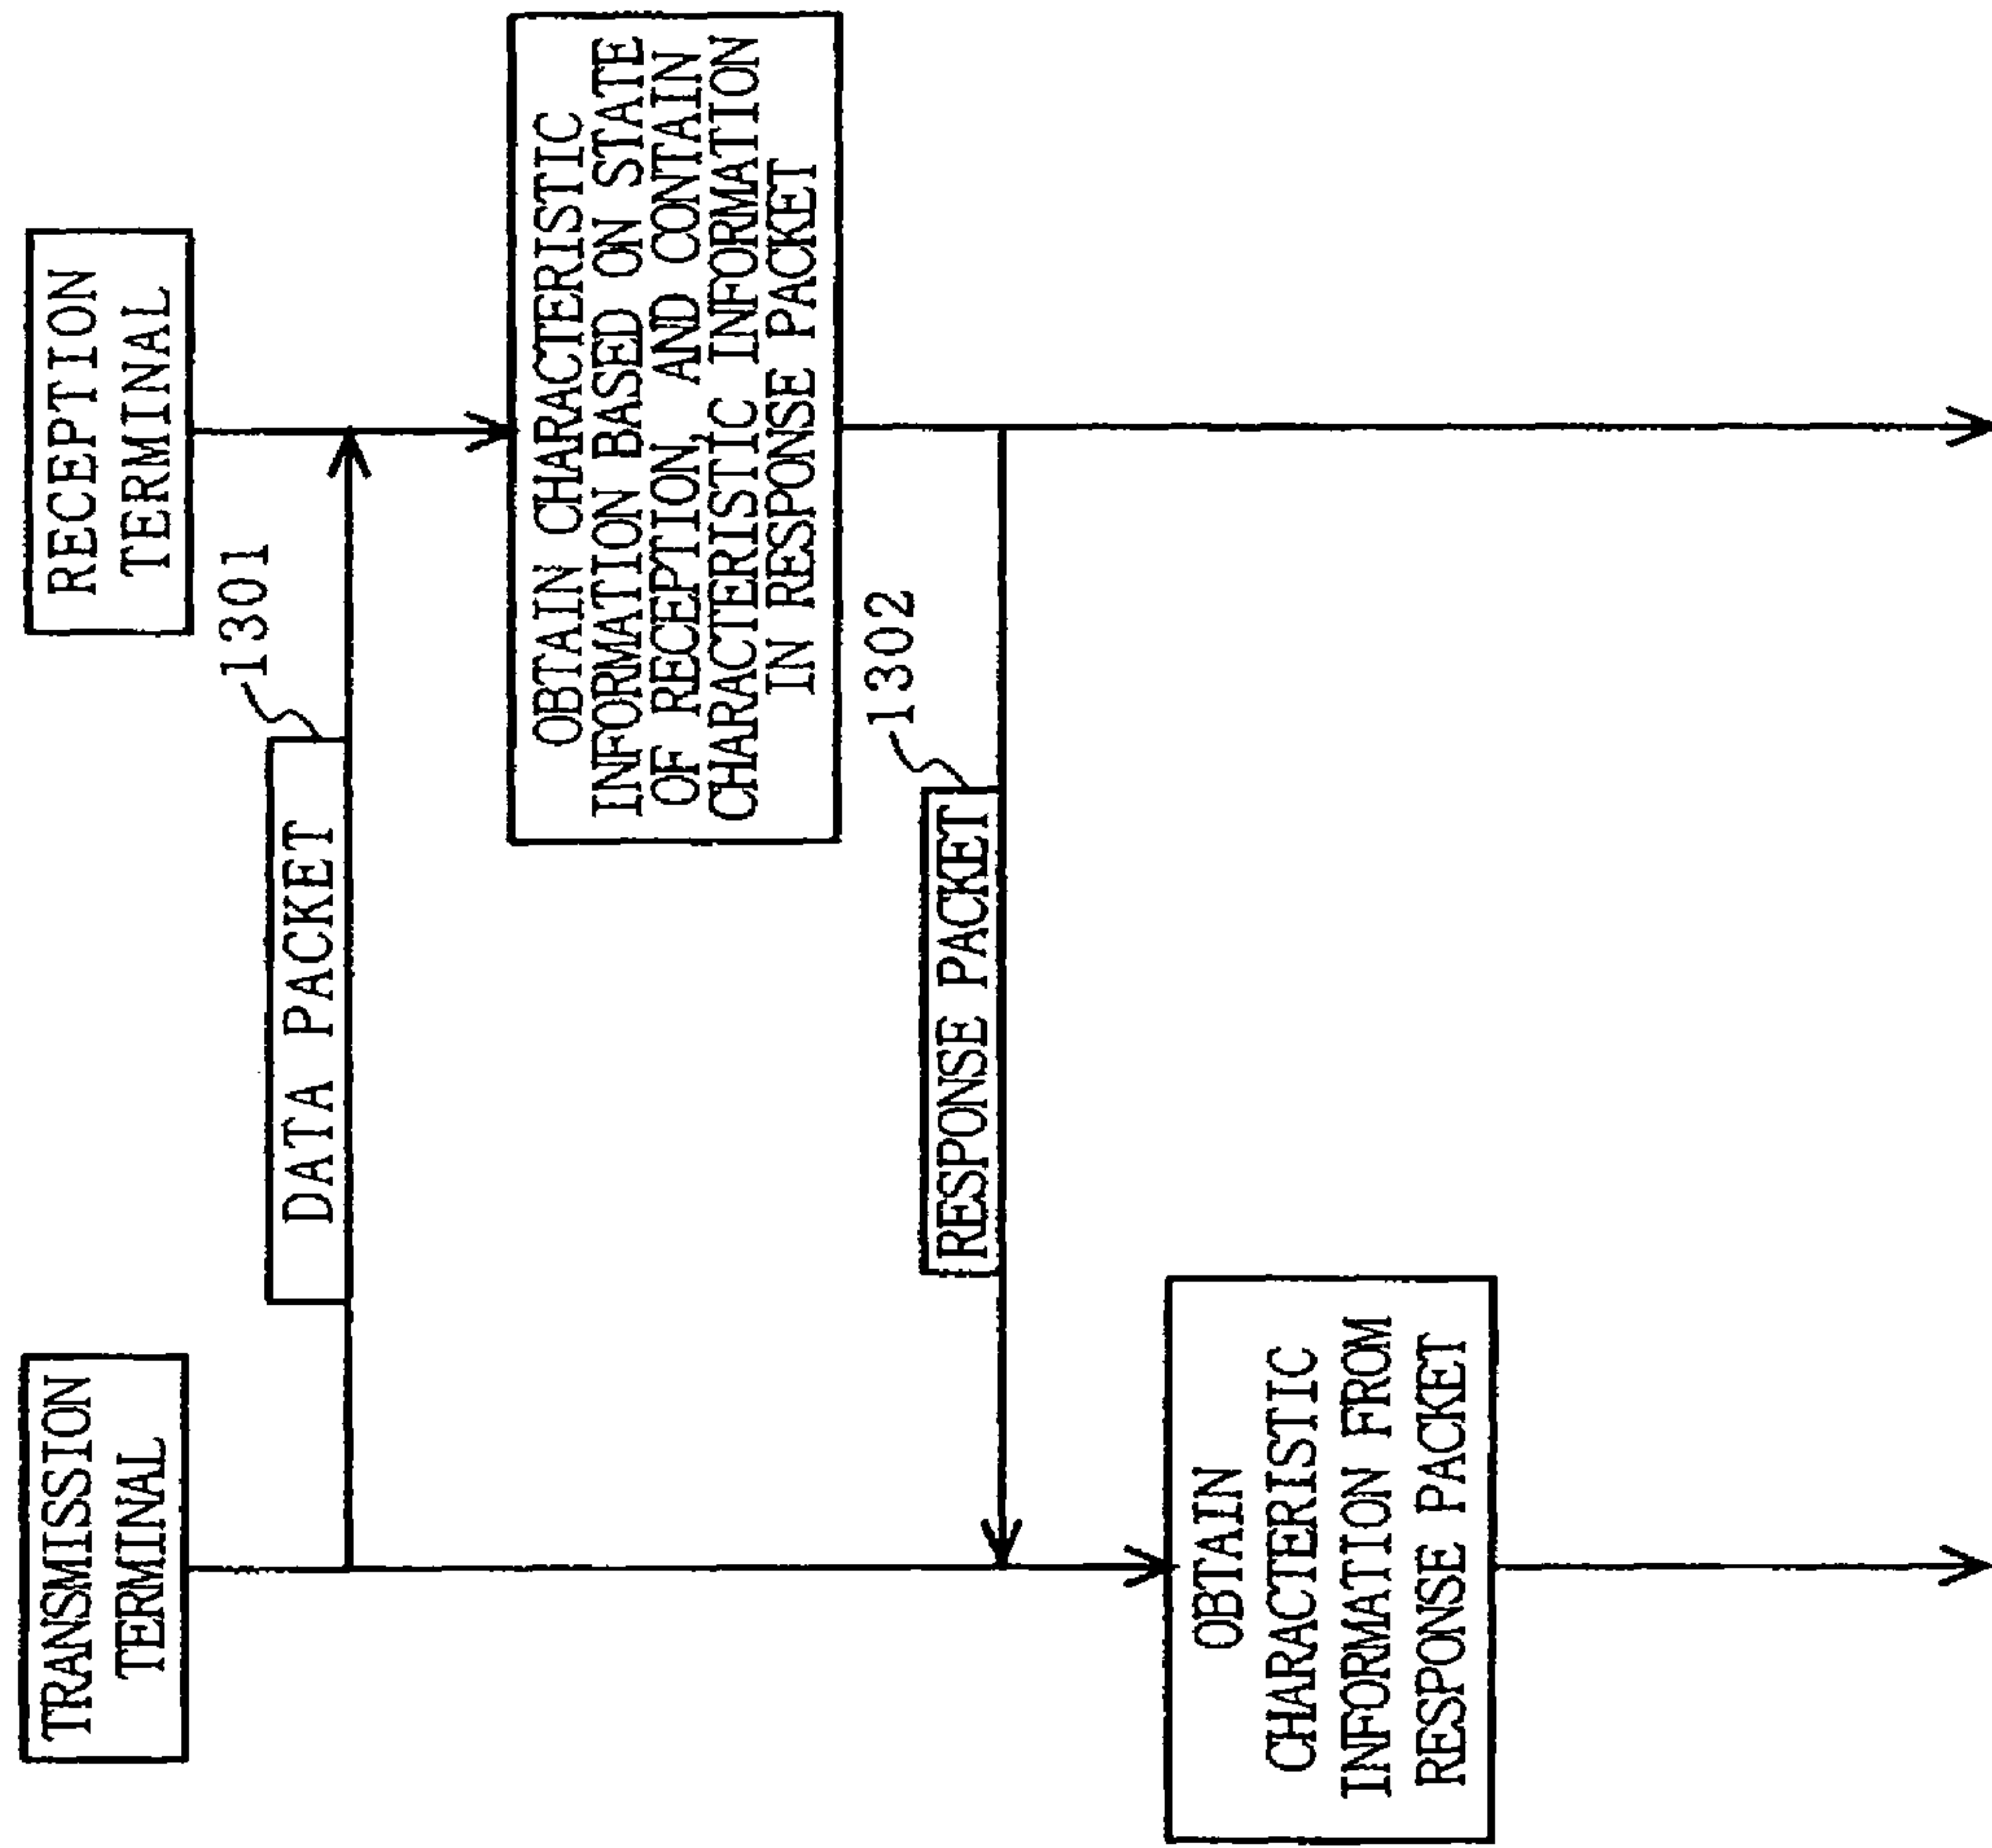 TRANSMISSION
TERMINAL
RECEPTION
TERMINAL
DATA PACKET
1301
OBTAIN CHARACTERISTIC
INFORMATION BASED ON STATE
OF RECEPTION, AND CONTAIN
CHARACTERISTIC INFORMATION
IN RESPONSE PACKET
RESPONSE PACKET
1302
OBTAIN
CHARACTERISTIC
INFORMATION FROM
RESPONSE PACKET